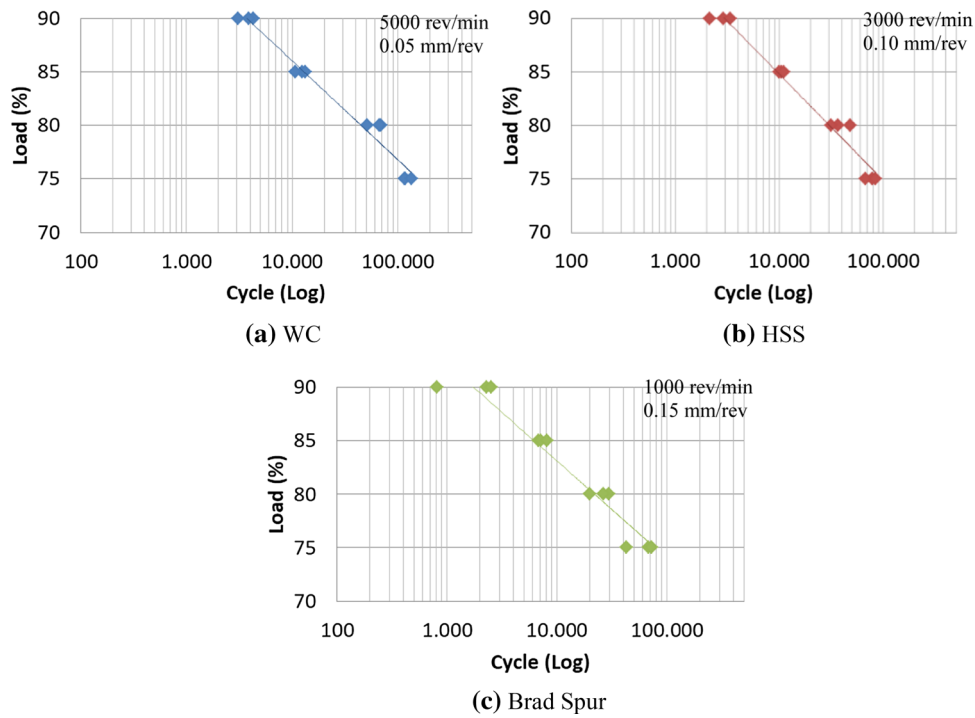 90
85
80
75
70
Load (%)
5000 rev/min
0.05 mm/rev
100 1.000 10.000 100.000
Cycle (Log)
(a) WC
90
85
80
75
70
Load (%)
3000 rev/min
0.10 mm/rev
100 1.000 10.000 100.000
Cycle (Log)
(b) HSS
90
85
80
75
70
Load (%)
1000 rev/min
0.15 mm/rev
100 1.000 10.000 100.000
Cycle (Log)
(c) Brad Spur